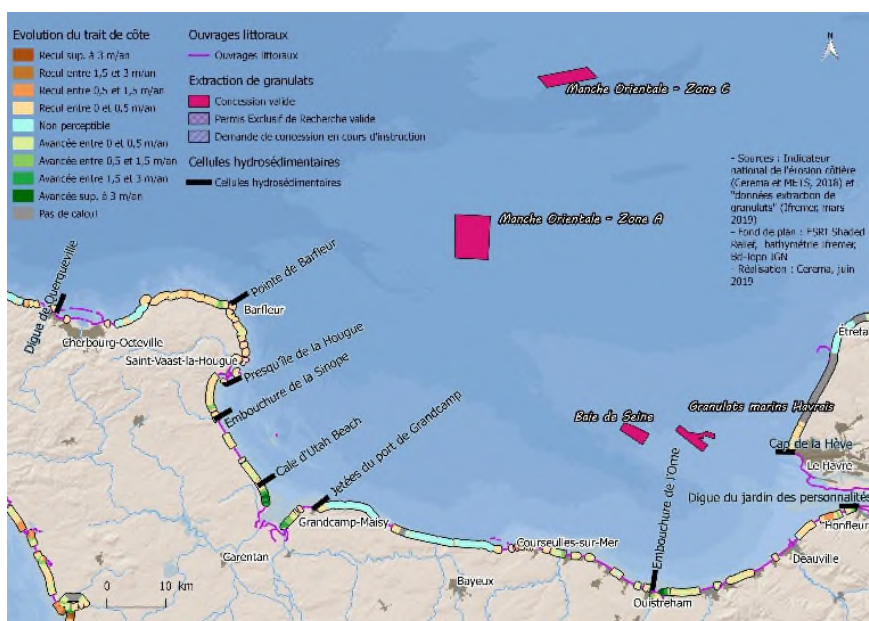 Evolution du trait de côte
Recul sup. à 3 m/an
Recul entre 1,5 et 3 m/an
Recul entre 0,5 et 1,5 m/an
Recul entre 0 et 0,5 m/an
Non perceptible
Avancée entre 0 et 0,5 m/an
Avancée entre 0,5 et 1,5 m/an
Avancée entre 1,5 et 3 m/an
Avancée sup. à 3 m/an
Pas de calcul
Ouvrages littoraux
Ouvrages littoraux
Extraction de granulats
Concession valide
Permis Exclusif de Recherche valide
Demande de concession en cours d'instruction
Cellules hydrosédimentaires
Cellules hydrosédimentaires
N
Manche Orientale - Zone C
- Sources : Indicateur
national de l'érosion côtière
(Cerema et METS, 2018) et
"données extraction de
granulats" (Ifremer, mars
2019)
- Fond de plan : ESRI Shaded
Relief, bathymétrie Ifremer,
Bd-Topo IGN
- Réalisation : Cerema, juin
2019
Manche Orientale - Zone A
Digue de Querqueville
Pointe de Barfleur
Barfleur
Cherbourg-Octeville
Etretat
Saint-Vaast-la-Hougue
Presqu'île de la Hougue
Embouchure de la Sinope
Baie de Seine
Granulats marins Havrais
Cap de la Hève
Le Havre
Cale d'Utah Beach
Jetées du port de Grandcamp
Embouchure de l'Orne
Digue du jardin des personnalités
Grandcamp-Maisy
Honfleur
Courseulles-sur-Mer
Carentan
Deauville
0 10 km
Bayeux
Ouistreham